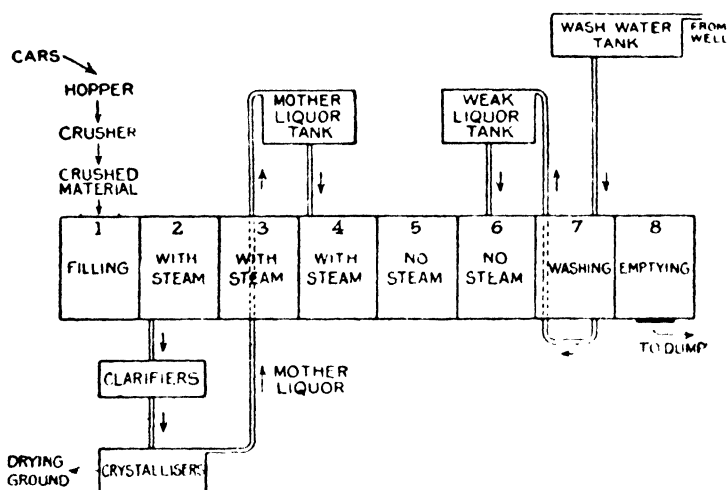 CARS
HOPPER
CRUSHER
CRUSHED
MATERIAL
MOTHER
LIQUOR
TANK
WEAK
LIQUOR
TANK
WASH WATER
TANK
FROM
WELL
1
FILLING
2
WITH
STEAM
3
WITH
STEAM
4
WITH
STEAM
5
NO
STEAM
6
NO
STEAM
7
WASHING
8
EMPTYING
TO DUMP
CLARIFIERS
MOTHER
LIQUOR
CRYSTALLISERS
DRYING
GROUND